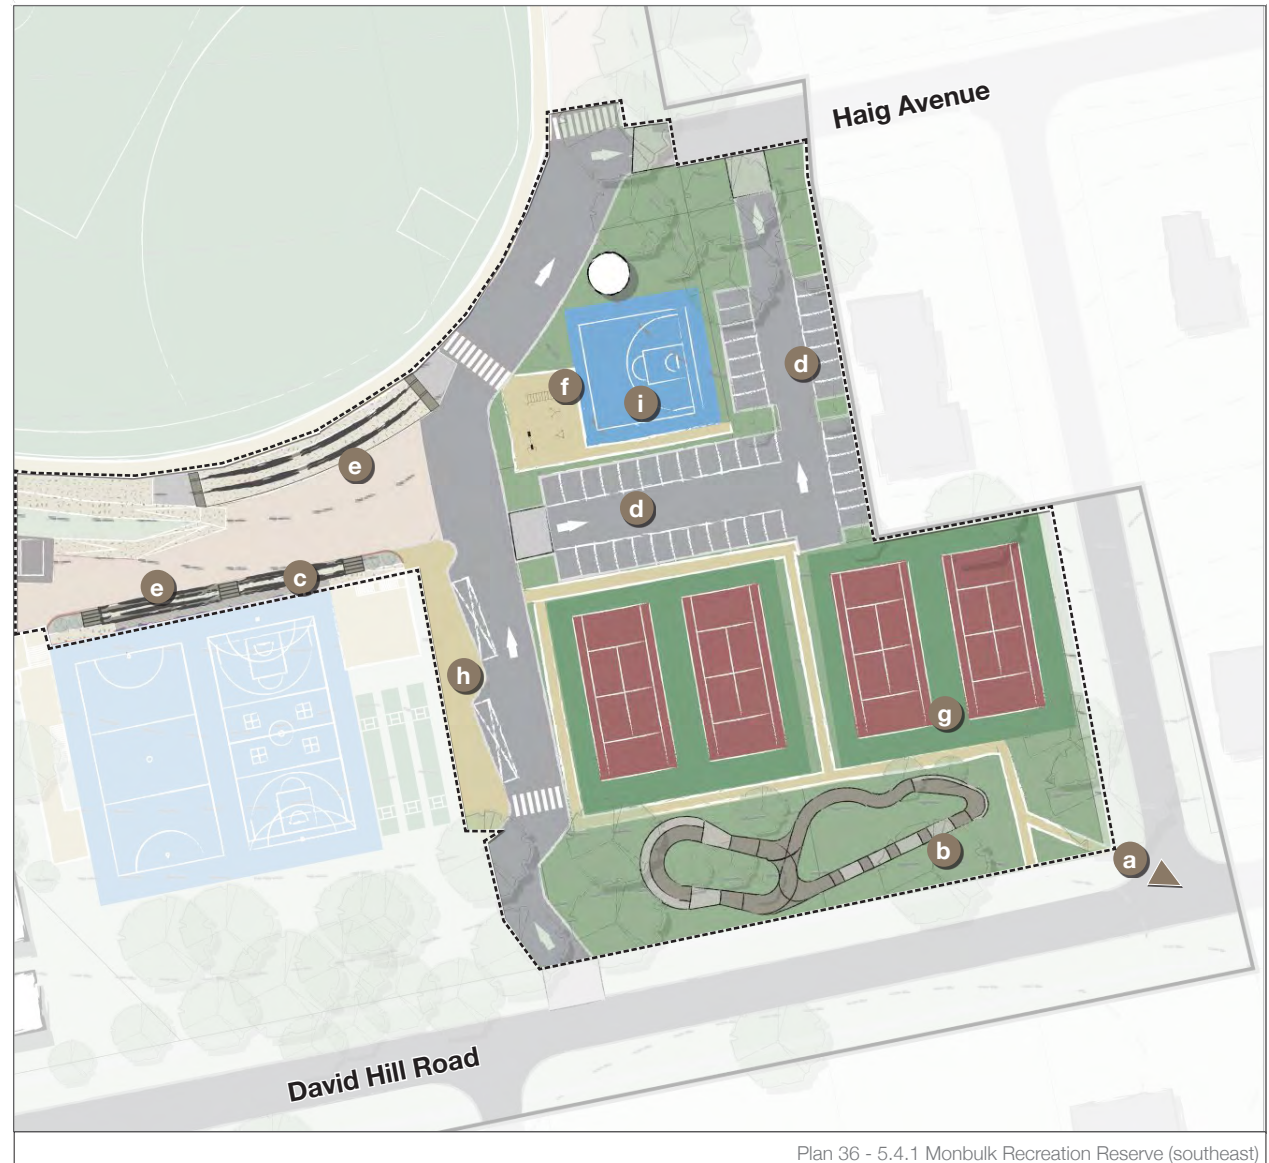 Haig Avenue
d
f
i
e
d
e
c
h
g
b
a
David Hill Road
Plan 36 - 5.4.1 Monbulk Recreation Reserve (southeast)